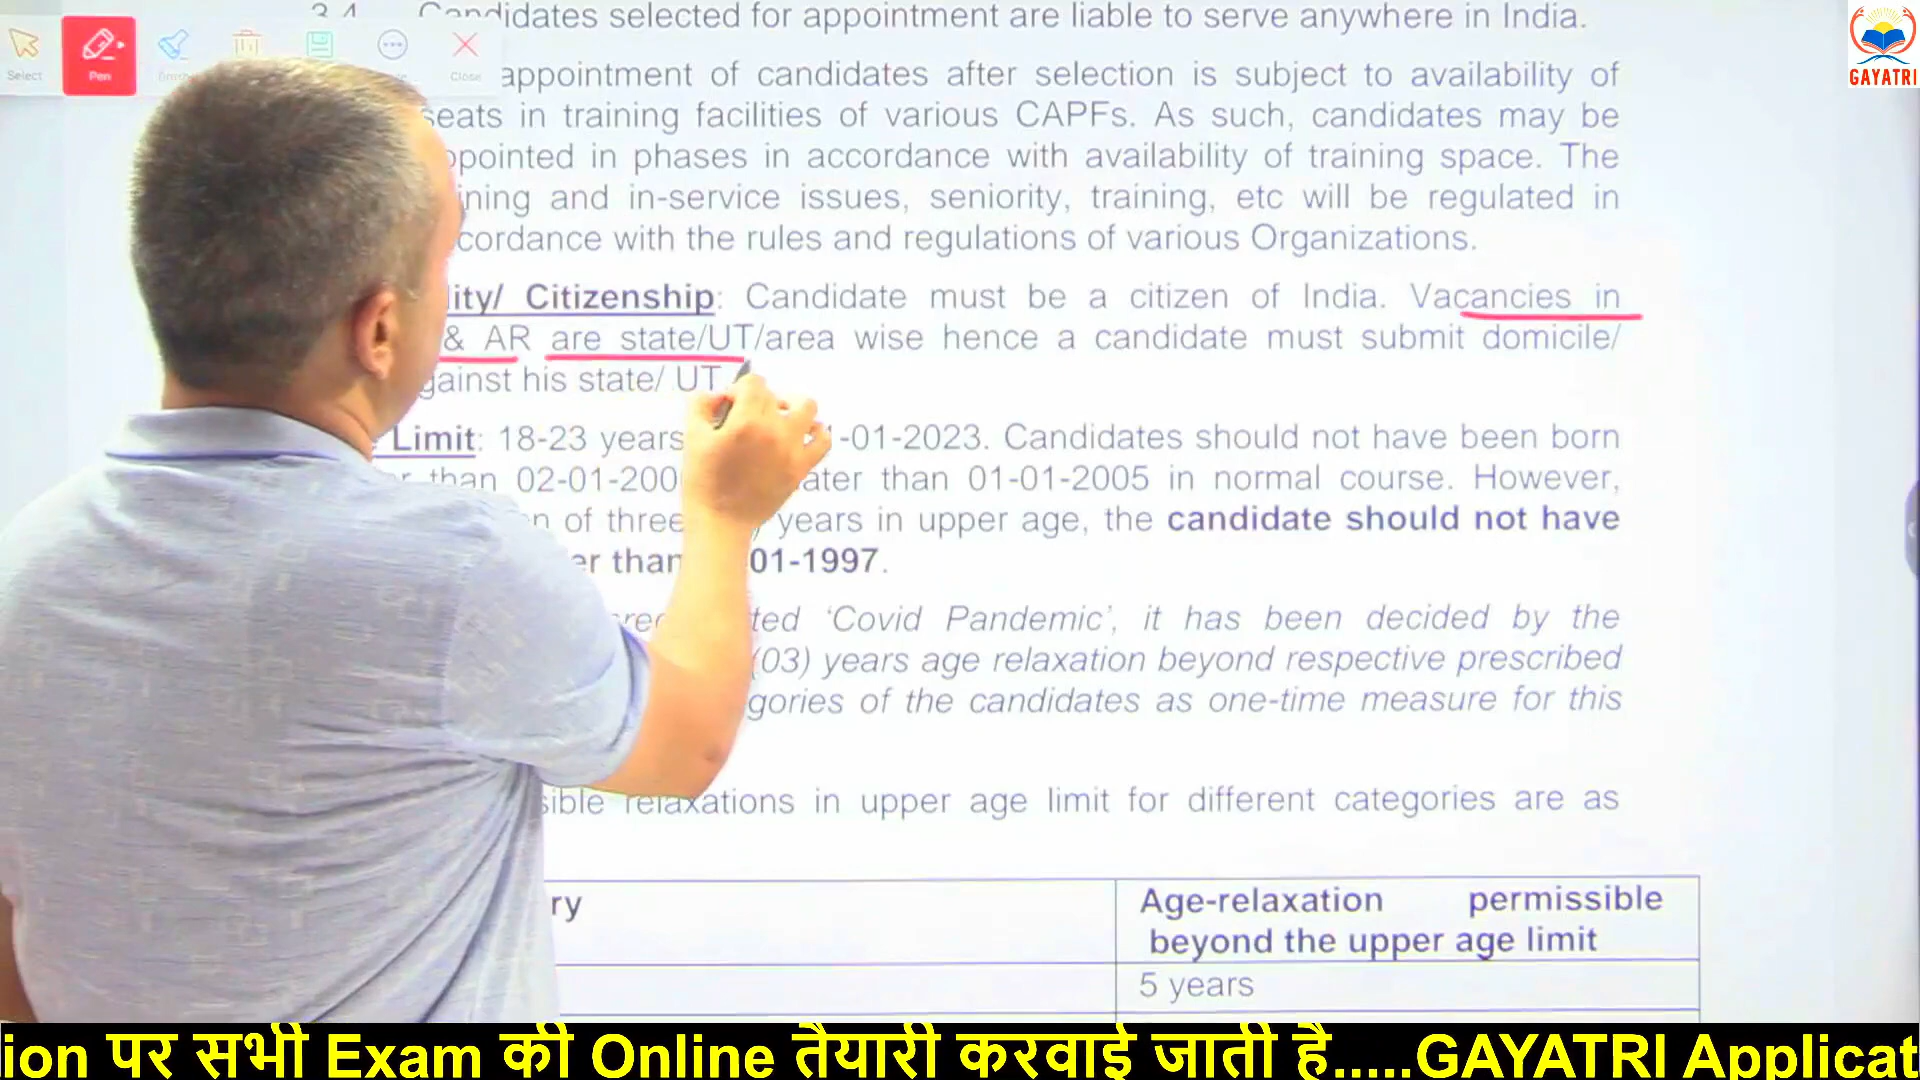 3.4 Candidates selected for appointment are liable to serve anywhere in India.
Select Pen Close
GAYATRI
appointment of candidates after selection is subject to availability of
seats in training facilities of various CAPFs. As such, candidates may be
appointed in phases in accordance with availability of training space. The
ning and in-service issues, seniority, training, etc will be regulated in
cordance with the rules and regulations of various Organizations.
lity/ Citizenship: Candidate must be a citizen of India. Vacancies in
& AR are state/UT/area wise hence a candidate must submit domicile/
gainst his state/ UT
Limit: 18-23 years 1-01-2023. Candidates should not have been born
r than 02-01-200 ater than 01-01-2005 in normal course. However,
n of three years in upper age, the candidate should not have
er than 01-1997.
ted ‘Covid Pandemic’, it has been decided by the
(03) years age relaxation beyond respective prescribed
gories of the candidates as one-time measure for this
sible relaxations in upper age limit for different categories are as
ry Age-relaxation permissible
beyond the upper age limit
5 years
ion पर सभी Exam की Online तैयारी करवाई जाती है.....GAYATRI Applicat